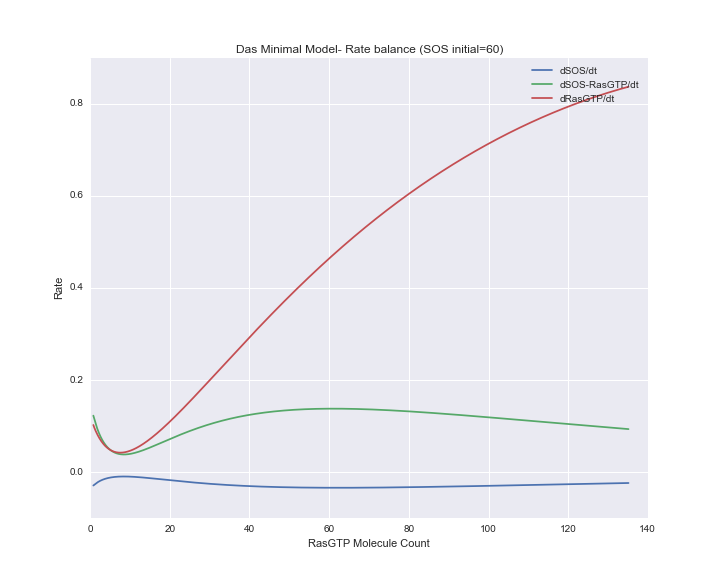 Das Minimal Model- Rate balance (SOS initial=60)
dSOS/dt
dSOS-RasGTP/dt
dRasGTP/dt
0.8
0.6
0.4
0.2
0.0
Rate
0 20 40 60 80 100 120 140
RasGTP Molecule Count